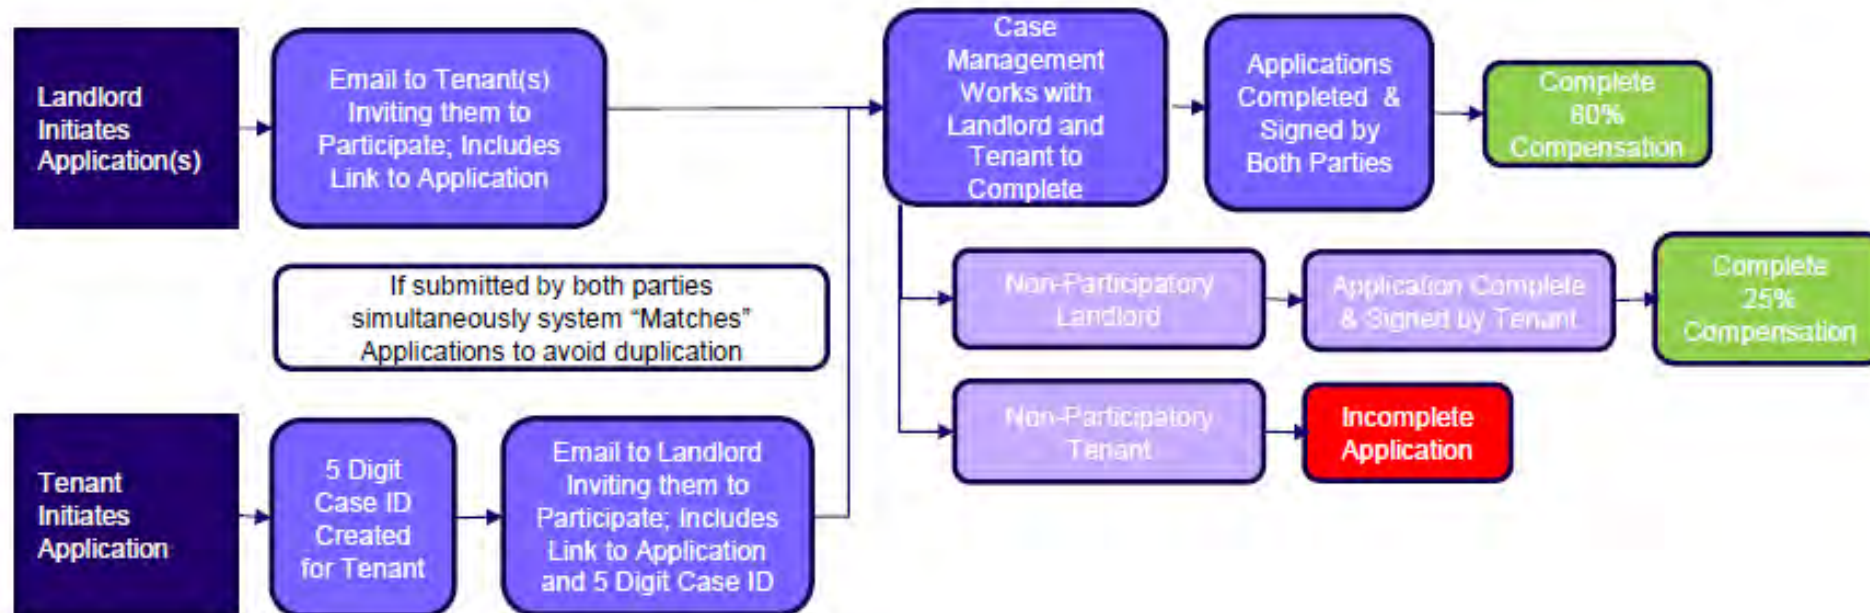 Landlord
Initiates
Application(s)
Email to Tenant(s)
Inviting them to
Participate; Includes
Link to Application
Case
Management
Works with
Landlord and
Tenant to
Complete
Applications
Completed & 
Signed by
Both Parties
Complete
80%
Compensation
If submitted by both parties
simultaneously system “Matches”
Applications to avoid duplication
Non-Participatory
Landlord
Application Complete
& Signed by Tenant
Complete
25%
Compensation
Non-Participatory
Tenant
Incomplete
Application
Tenant
Initiates
Application
5 Digit
Case ID
Created
for Tenant
Email to Landlord
Inviting them to
Participate; Includes
Link to Application
and 5 Digit Case ID